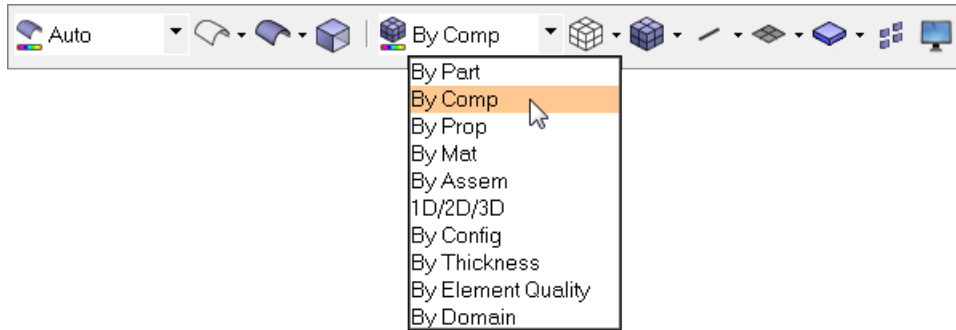 Auto
By Comp
By Part
By Comp
By Prop
By Mat
By Assem
1D/2D/3D
By Config
By Thickness
By Element Quality
By Domain